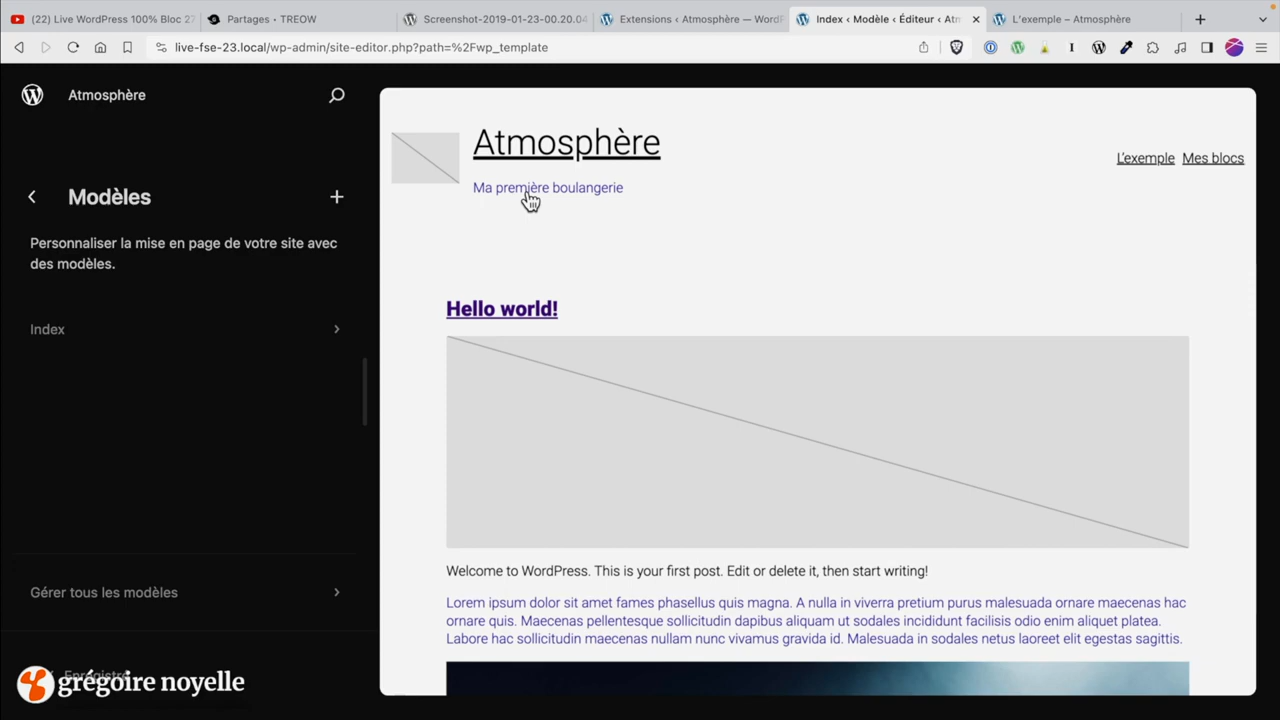 (22) Live WordPress 100% Bloc 27
Partages · TREOW
Screenshot-2019-01-23-00.20.04
Extensions ‹ Atmosphère — WordP
Index ‹ Modèle ‹ Éditeur ‹ Atm
L'exemple – Atmosphère
live-fse-23.local/wp-admin/site-editor.php?path=%2Fwp_template
Atmosphère
Modèles
Personnaliser la mise en page de votre site avec
des modèles.
Index
Gérer tous les modèles
Enregistré
grégoire noyelle
Atmosphère
Ma première boulangerie
L'exemple Mes blocs
Hello world!
Welcome to WordPress. This is your first post. Edit or delete it, then start writing!
Lorem ipsum dolor sit amet fames phasellus quis magna. A nulla in viverra pretium purus malesuada ornare maecenas hac
ornare quis. Maecenas pellentesque sollicitudin dapibus aliquam ut sodales incididunt facilisis odio enim aliquet platea.
Labore hac sollicitudin maecenas nullam nunc vivamus gravida id. Malesuada in sodales netus laoreet elit egestas sagittis.